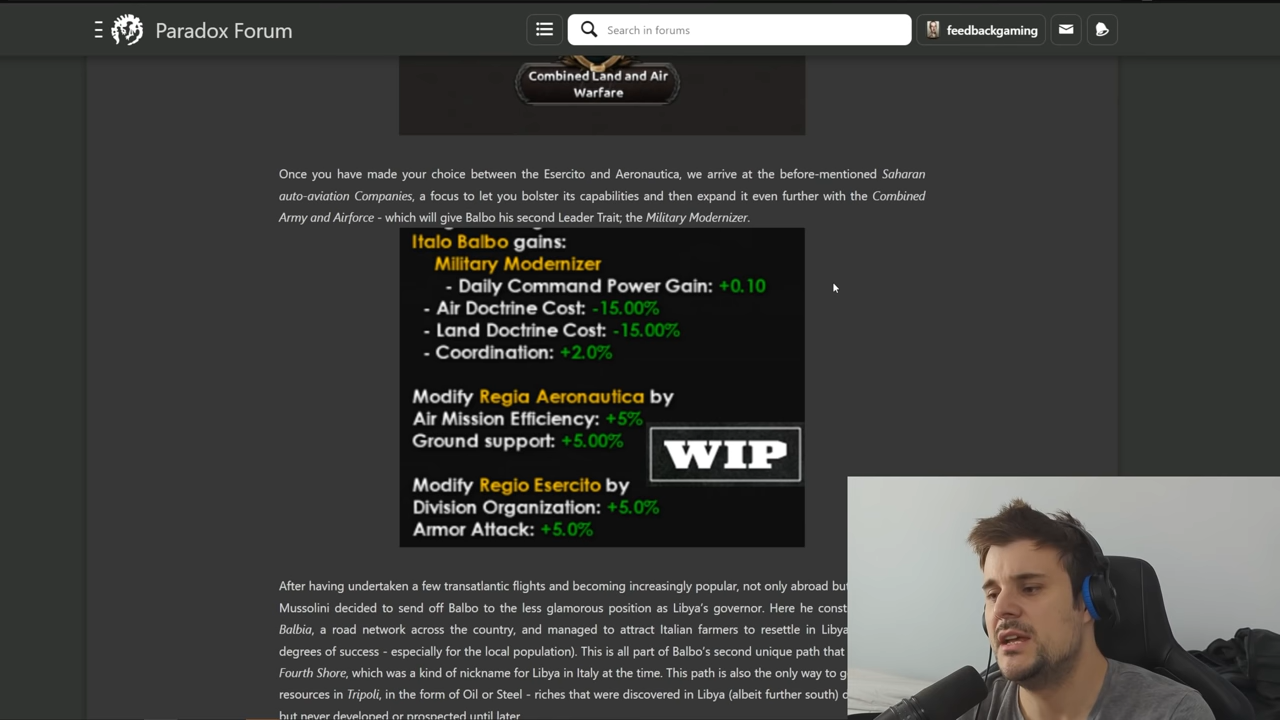 Paradox Forum
Search in forums
feedbackgaming
Combined Land and Air
Warfare
Once you have made your choice between the Esercito and Aeronautica, we arrive at the before-mentioned Saharan
auto-aviation Companies, a focus to let you bolster its capabilities and then expand it even further with the Combined
Army and Airforce - which will give Balbo his second Leader Trait; the Military Modernizer.
Italo Balbo gains:
Military Modernizer
- Daily Command Power Gain: +0.10
- Air Doctrine Cost: -15.00%
- Land Doctrine Cost: -15.00%
- Coordination: +2.0%
Modify Regia Aeronautica by
Air Mission Efficiency: +5%
Ground support: +5.00%
WIP
Modify Regio Esercito by
Division Organization: +5.0%
Armor Attack: +5.0%
After having undertaken a few transatlantic flights and becoming increasingly popular, not only abroad but
Mussolini decided to send off Balbo to the less glamorous position as Libya's governor. Here he const
Balbia, a road network across the country, and managed to attract Italian farmers to resettle in Libya
degrees of success - especially for the local population). This is all part of Balbo's second unique path that
Fourth Shore, which was a kind of nickname for Libya in Italy at the time. This path is also the only way to g
resources in Tripoli, in the form of Oil or Steel - riches that were discovered in Libya (albeit further south)
but never developed or prospected until later